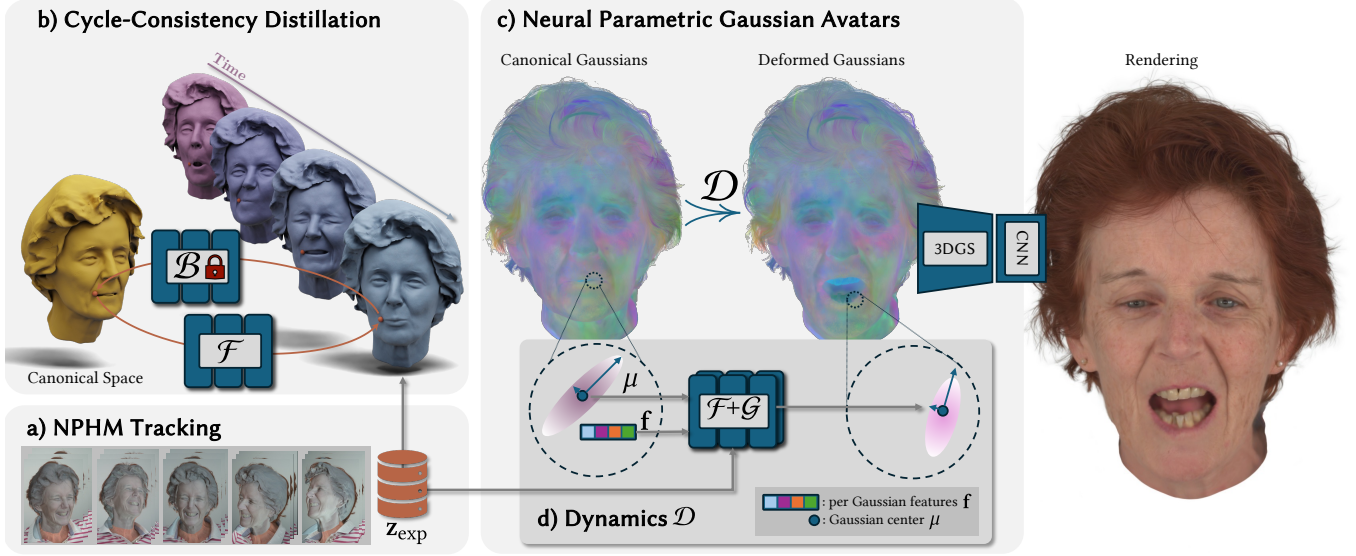 b) Cycle-Consistency Distillation
Time
ℬ
ℱ
Canonical Space
a) NPHM Tracking
z_exp
c) Neural Parametric Gaussian Avatars
Canonical Gaussians
Deformed Gaussians
𝒟
3DGS
CNN
Rendering
μ
f
ℱ+𝒢
d) Dynamics 𝒟
: per Gaussian features f
: Gaussian center μ